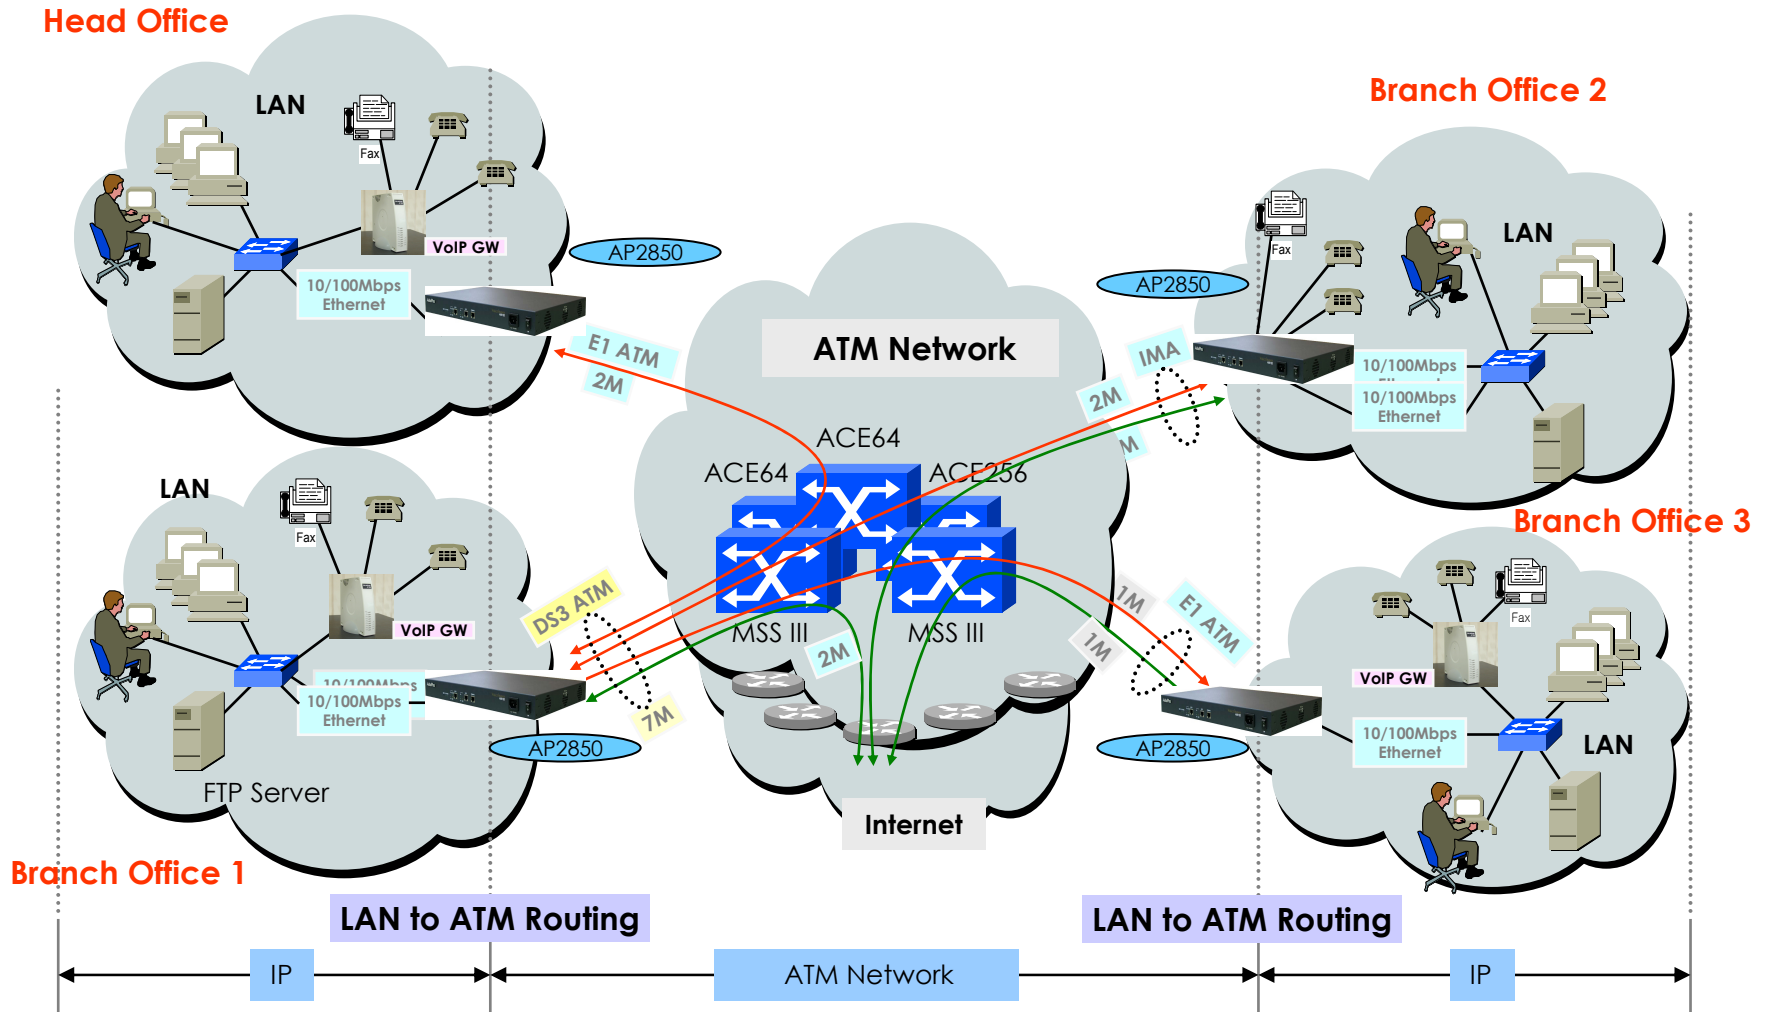 Head Office
LAN
Fax
VoIP GW
10/100Mbps
Ethernet
AP2850
E1 ATM
2M
ATM Network
ACE64
ACE64
ACE256
MSS III
MSS III
Branch Office 2
Fax
LAN
AP2850
IMA
2M
M
10/100Mbps
Ethernet
10/100Mbps
Ethernet
LAN
Fax
VoIP GW
10/100Mbps
10/100Mbps
Ethernet
DS3 ATM
7M
AP2850
FTP Server
Branch Office 1
2M
1M
1M
E1 ATM
Internet
Branch Office 3
Fax
VoIP GW
10/100Mbps
Ethernet
LAN
AP2850
LAN to ATM Routing
LAN to ATM Routing
IP
ATM Network
IP